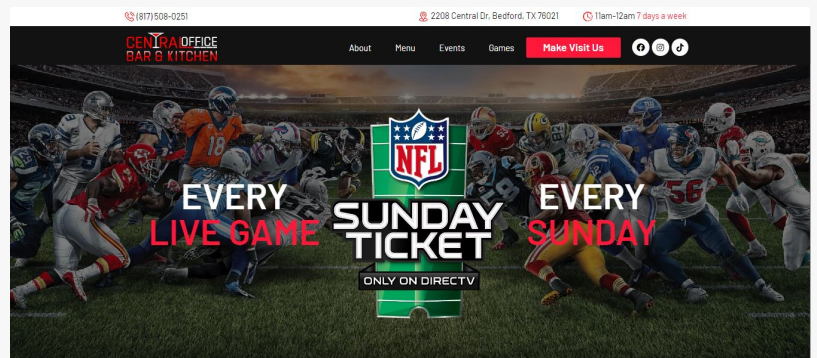 (817) 508-0251
2208 Central Dr, Bedford, TX 76021
11am-12am 7 days a week
CENTRAL OFFICE
BAR & KITCHEN
About
Menu
Events
Games
Make Visit Us
NFL
EVERY
LIVE GAME
SUNDAY
TICKET
ONLY ON DIRECTV
EVERY
SUNDAY
18
56